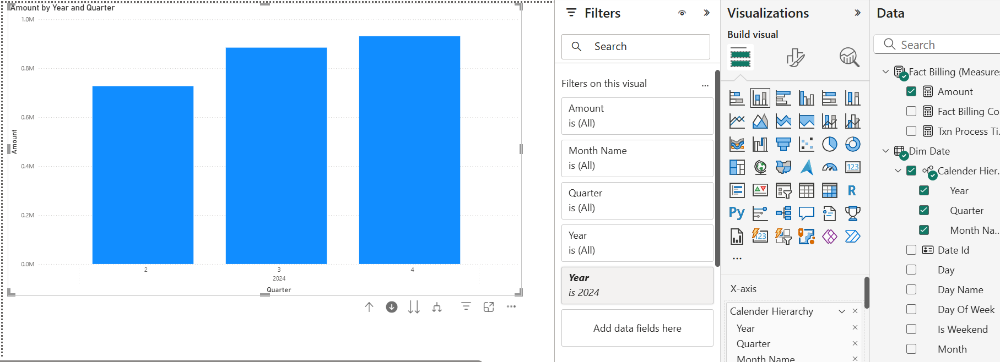 Amount by Year and Quarter
1.0M
0.8M
0.6M
0.4M
0.2M
0.0M
Amount
2
3
4
2024
Quarter
Filters
Search
Filters on this visual
...
Amount
is (All)
Month Name
is (All)
Quarter
is (All)
Year
is (All)
Year
is 2024
Add data fields here
Visualizations
Build visual
123
R
Py
123
...
X-axis
Calender Hierarchy
Year
Quarter
Month Name
Data
Search
Fact Billing (Measures
Amount
Fact Billing Co
Txn Process Ti...
Dim Date
Calender Hier...
Year
Quarter
Month Na...
Date Id
Day
Day Name
Day Of Week
Is Weekend
Month